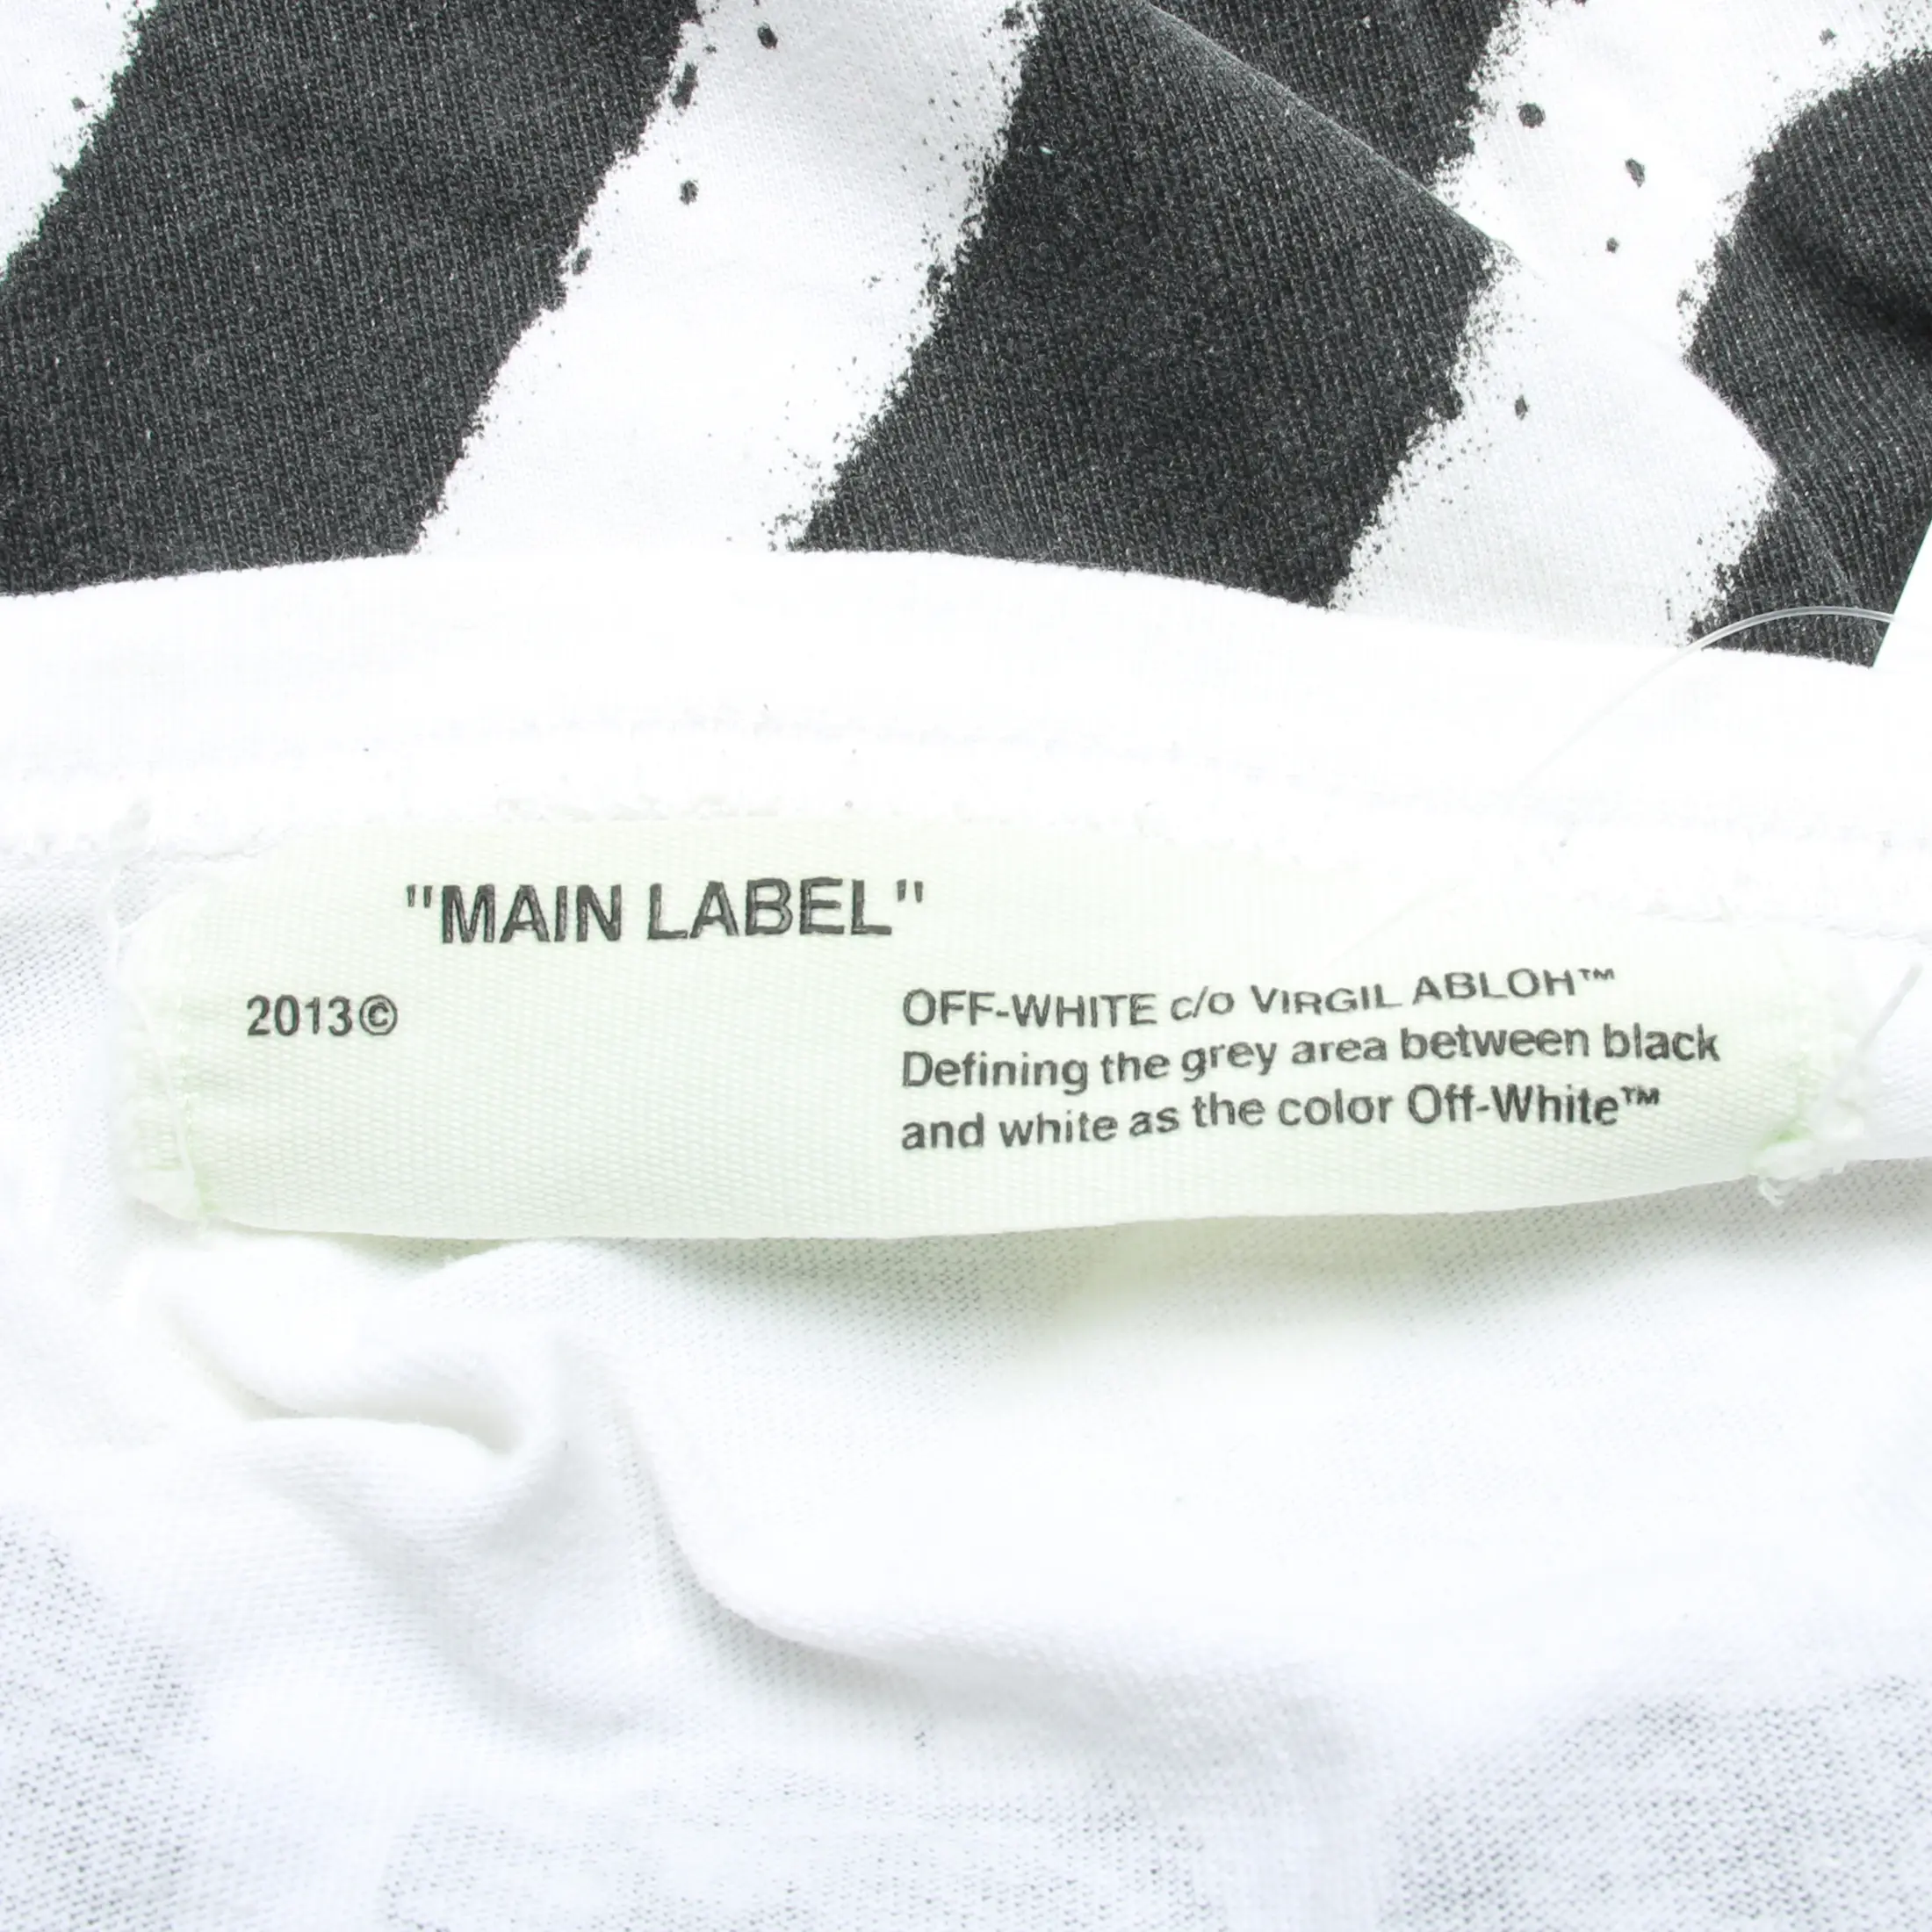 "MAIN LABEL"
2013©
OFF-WHITE c/o VIRGIL ABLOH™
Defining the grey area between black
and white as the color Off-White™